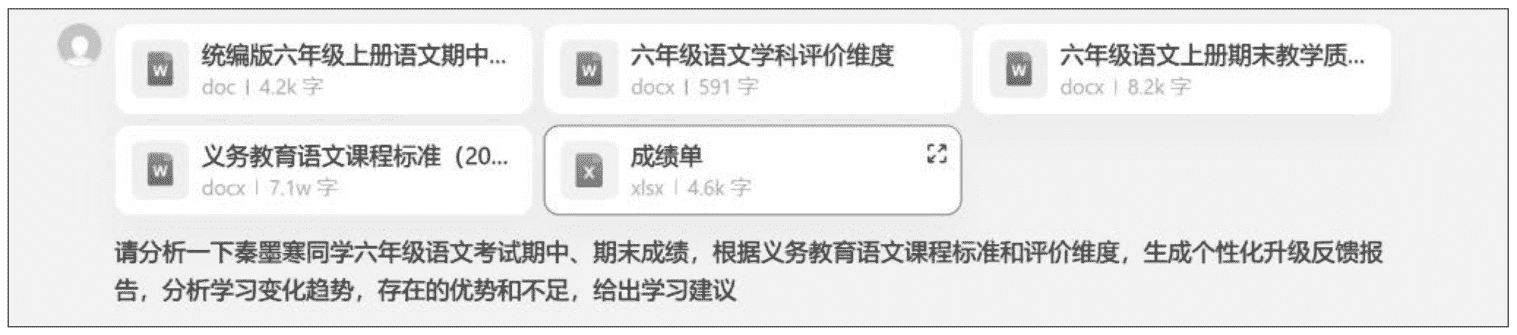 统编版六年级上册语文期中...
doc | 4.2k 字
六年级语文学科评价维度
docx | 591 字
六年级语文上册期末教学质...
docx | 8.2k 字
义务教育语文课程标准（20...
docx | 7.1w 字
成绩单
xlsx | 4.6k 字
请分析一下秦墨寒同学六年级语文考试期中、期末成绩，根据义务教育语文课程标准和评价维度，生成个性化升级反馈报
告，分析学习变化趋势，存在的优势和不足，给出学习建议